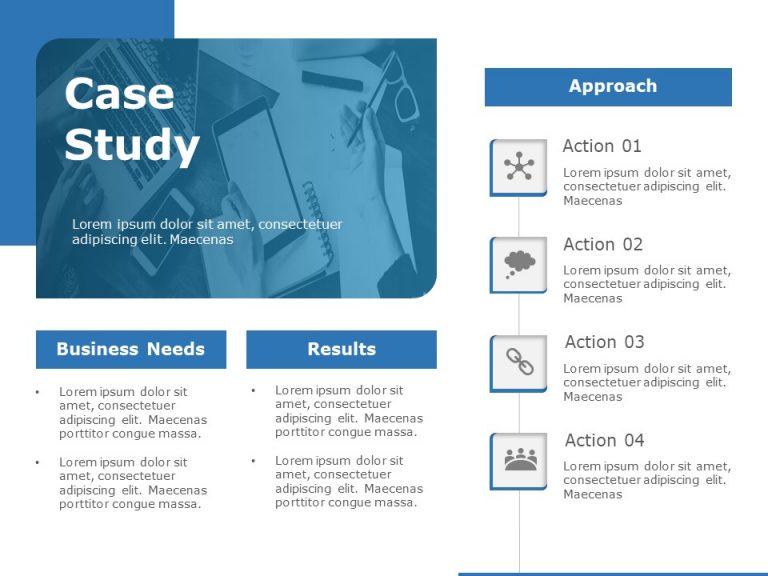 Case
Study
Lorem ipsum dolor sit amet, consectetuer
adipiscing elit. Maecenas
Business Needs
• Lorem ipsum dolor sit
amet, consectetuer
adipiscing elit. Maecenas
porttitor congue massa.
• Lorem ipsum dolor sit
amet, consectetuer
adipiscing elit. Maecenas
porttitor congue massa.
Results
• Lorem ipsum dolor sit
amet, consectetuer
adipiscing elit. Maecenas
porttitor congue massa.
• Lorem ipsum dolor sit
amet, consectetuer
adipiscing elit. Maecenas
porttitor congue massa.
Approach
Action 01
Lorem ipsum dolor sit amet,
consectetuer adipiscing elit.
Maecenas
Action 02
Lorem ipsum dolor sit amet,
consectetuer adipiscing elit.
Maecenas
Action 03
Lorem ipsum dolor sit amet,
consectetuer adipiscing elit.
Maecenas
Action 04
Lorem ipsum dolor sit amet,
consectetuer adipiscing elit.
Maecenas